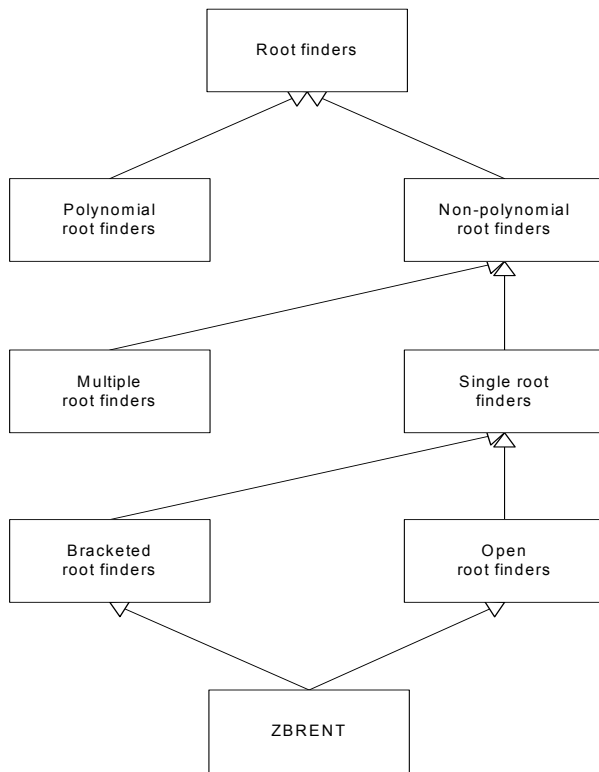 Root finders
Polynomial
root finders
Non-polynomial
root finders
Multiple
root finders
Single root
finders
Bracketed
root finders
Open
root finders
ZBRENT